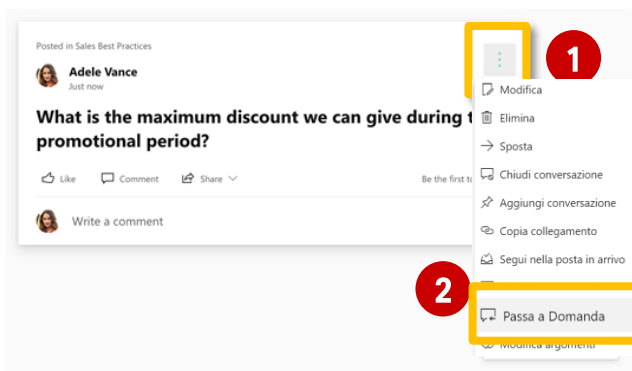 Posted in Sales Best Practices
Adele Vance
Just now
What is the maximum discount we can give during
promotional period?
Like Comment Share
Be the first
Write a comment
1
Modifica
Elimina
Sposta
Chiudi conversazione
Aggiungi conversazione
Copia collegamento
Segui nella posta in arrivo
2
Passa a Domanda
Modifica argomenti